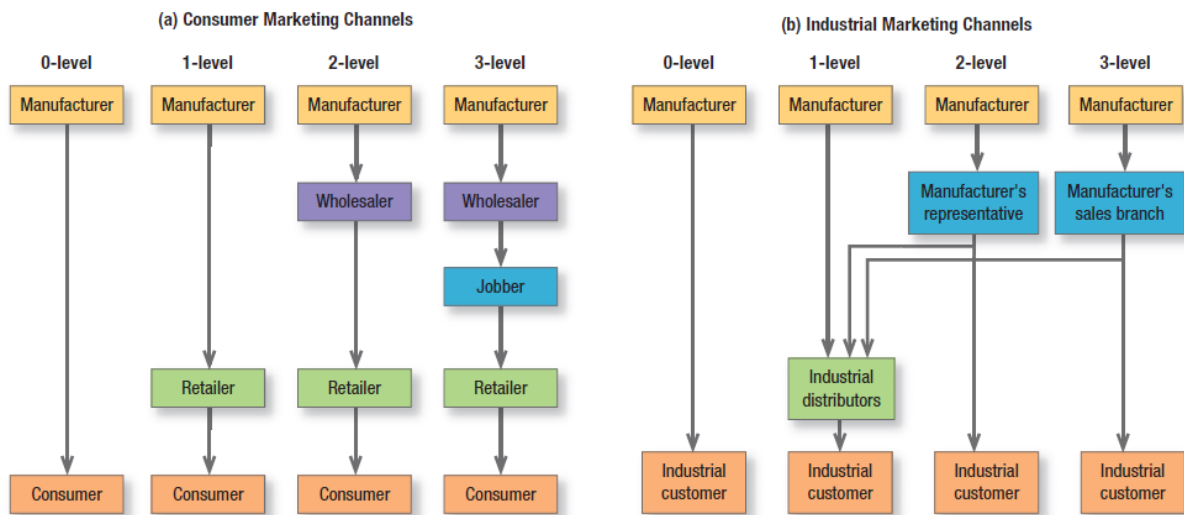 (a) Consumer Marketing Channels
0-level
1-level
2-level
3-level
Manufacturer
Manufacturer
Manufacturer
Manufacturer
Wholesaler
Wholesaler
Jobber
Retailer
Retailer
Retailer
Consumer
Consumer
Consumer
Consumer
(b) Industrial Marketing Channels
0-level
1-level
2-level
3-level
Manufacturer
Manufacturer
Manufacturer
Manufacturer
Manufacturer's
representative
Manufacturer's
sales branch
Industrial
distributors
Industrial
customer
Industrial
customer
Industrial
customer
Industrial
customer